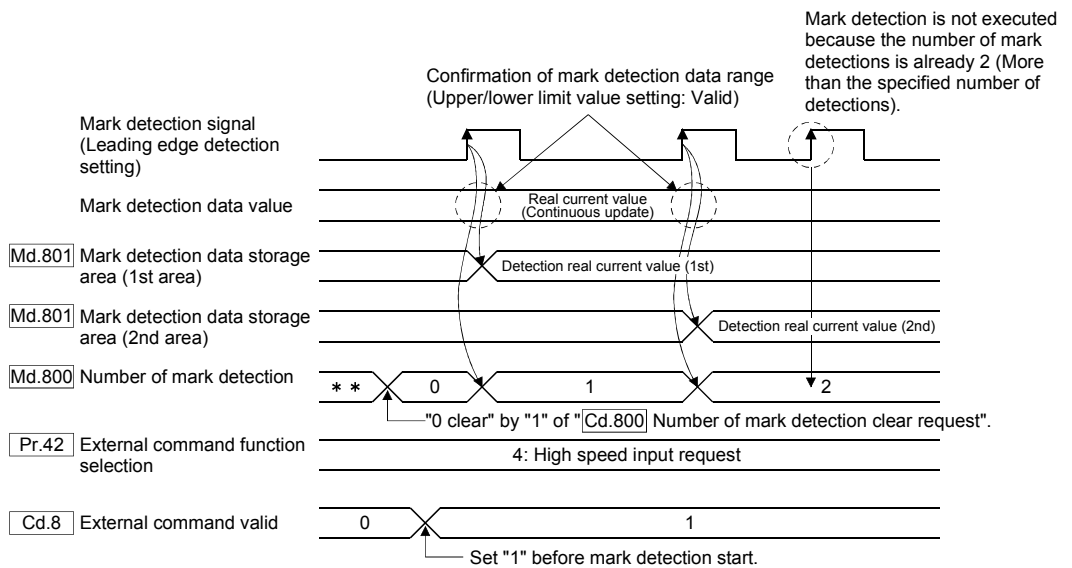 Mark detection is not executed
because the number of mark
detections is already 2 (More
than the specified number of
detections).
Confirmation of mark detection data range
(Upper/lower limit value setting: Valid)
Mark detection signal
(Leading edge detection
setting)
Mark detection data value
Real current value
(Continuous update)
Md.801 Mark detection data storage
area (1st area)
Detection real current value (1st)
Md.801 Mark detection data storage
area (2nd area)
Detection real current value (2nd)
Md.800 Number of mark detection
** 0 1 2
"0 clear" by "1" of "Cd.800 Number of mark detection clear request".
Pr.42 External command function
selection
4: High speed input request
Cd.8 External command valid
0 1
Set "1" before mark detection start.